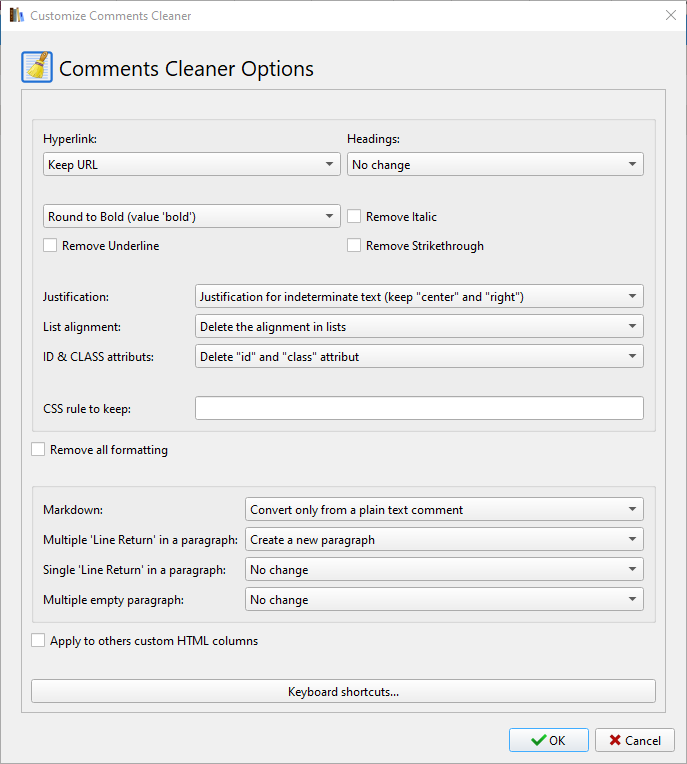 Customize Comments Cleaner
Comments Cleaner Options
Hyperlink: Headings:
Keep URL No change
Round to Bold (value 'bold') Remove Italic
Remove Underline Remove Strikethrough
Justification: Justification for indeterminate text (keep "center" and "right")
List alignment: Delete the alignment in lists
ID & CLASS attributs: Delete "id" and "class" attribut
CSS rule to keep:
Remove all formatting
Markdown: Convert only from a plain text comment
Multiple 'Line Return' in a paragraph: Create a new paragraph
Single 'Line Return' in a paragraph: No change
Multiple empty paragraph: No change
Apply to others custom HTML columns
Keyboard shortcuts...
OK Cancel